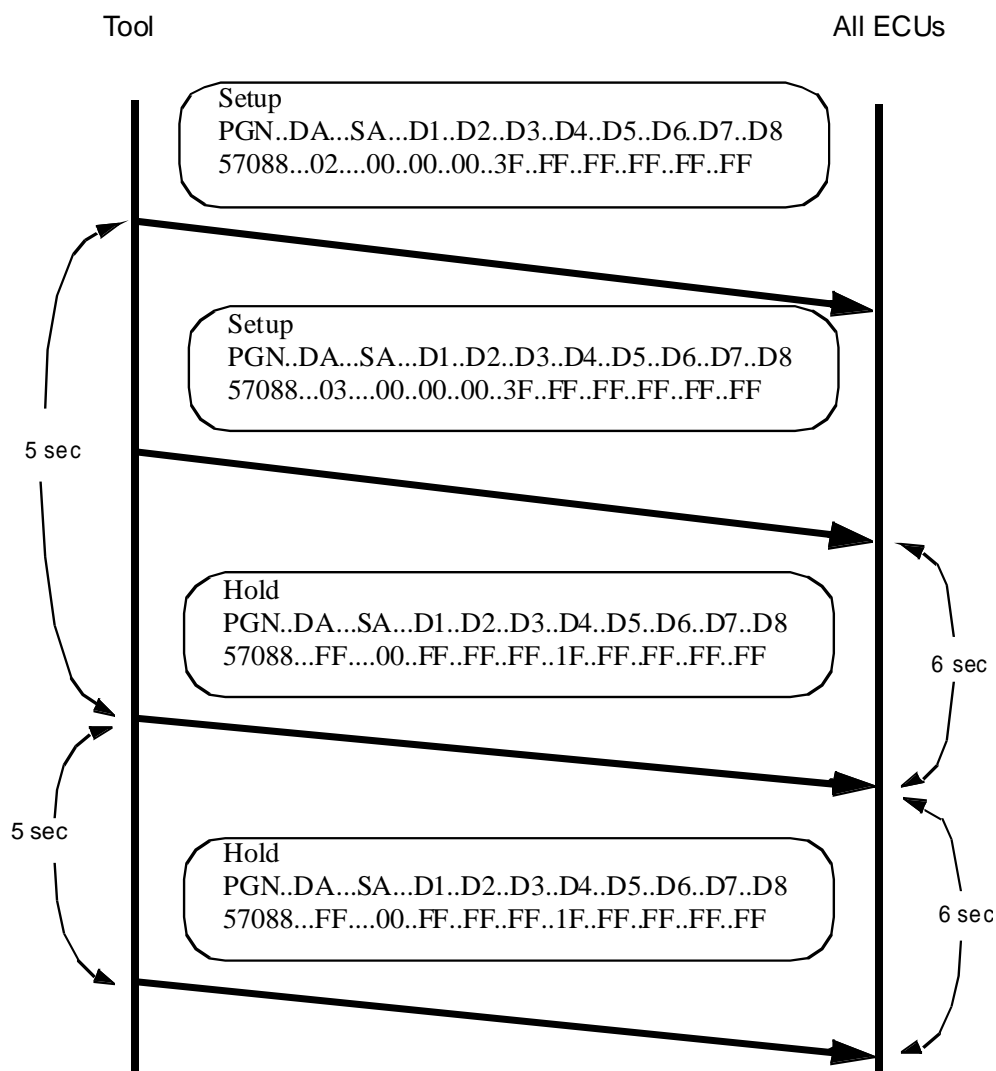 Tool
All ECUs
Setup
PGN..DA...SA...D1..D2..D3..D4..D5..D6..D7..D8
57088...02....00..00..00..3F..FF..FF..FF..FF..FF
Setup
PGN..DA...SA...D1..D2..D3..D4..D5..D6..D7..D8
57088...03....00..00..00..3F..FF..FF..FF..FF..FF
5 sec
Hold
PGN..DA...SA...D1..D2..D3..D4..D5..D6..D7..D8
57088...FF....00..FF..FF..FF..1F..FF..FF..FF..FF
6 sec
5 sec
Hold
PGN..DA...SA...D1..D2..D3..D4..D5..D6..D7..D8
57088...FF....00..FF..FF..FF..1F..FF..FF..FF..FF
6 sec